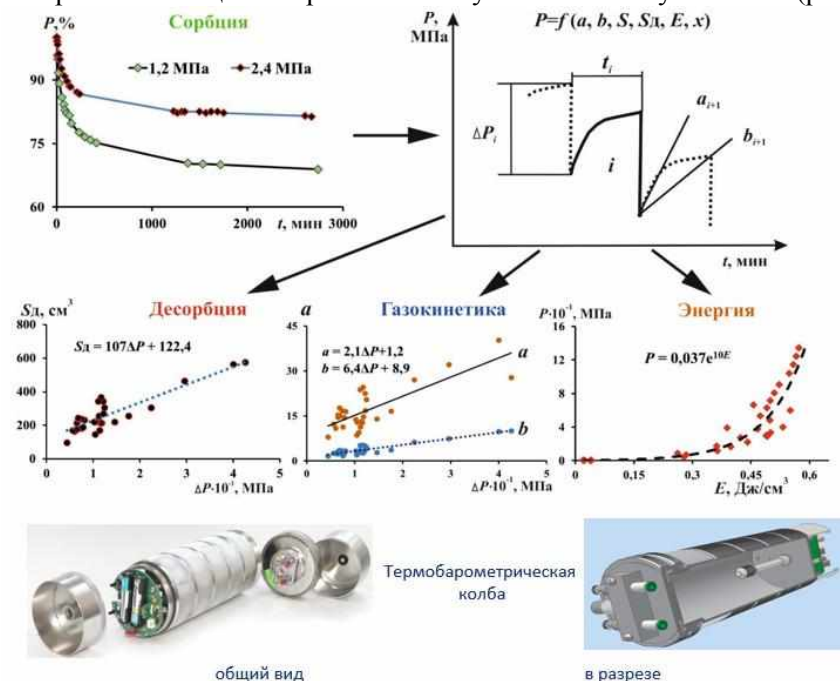 P,%
Сорбция
1,2 МПа
2,4 МПа
90
75
60
0
1000
2000
3000
t, мин
P,
МПа
P=f (a, b, S, Sд, E, x)
tᵢ
ΔPᵢ
aᵢ₊₁
i
bᵢ₊₁
t, мин
Sд, см³
Десорбция
Sд = 107ΔP + 122,4
800
600
400
200
0
0
1
2
3
4
5
ΔP·10⁻¹, МПа
a
Газокинетика
a = 2,1ΔP+1,2
b = 6,4ΔP + 8,9
a
b
45
30
15
0
0
1
2
3
4
5
ΔP·10⁻¹, МПа
P·10⁻¹, МПа
Энергия
P = 0,037e¹⁰ᴱ
16
12
8
4
0
0
0,15
0,3
0,45
0,6
E, Дж/см³
Термобарометрическая
колба
общий вид
в разрезе